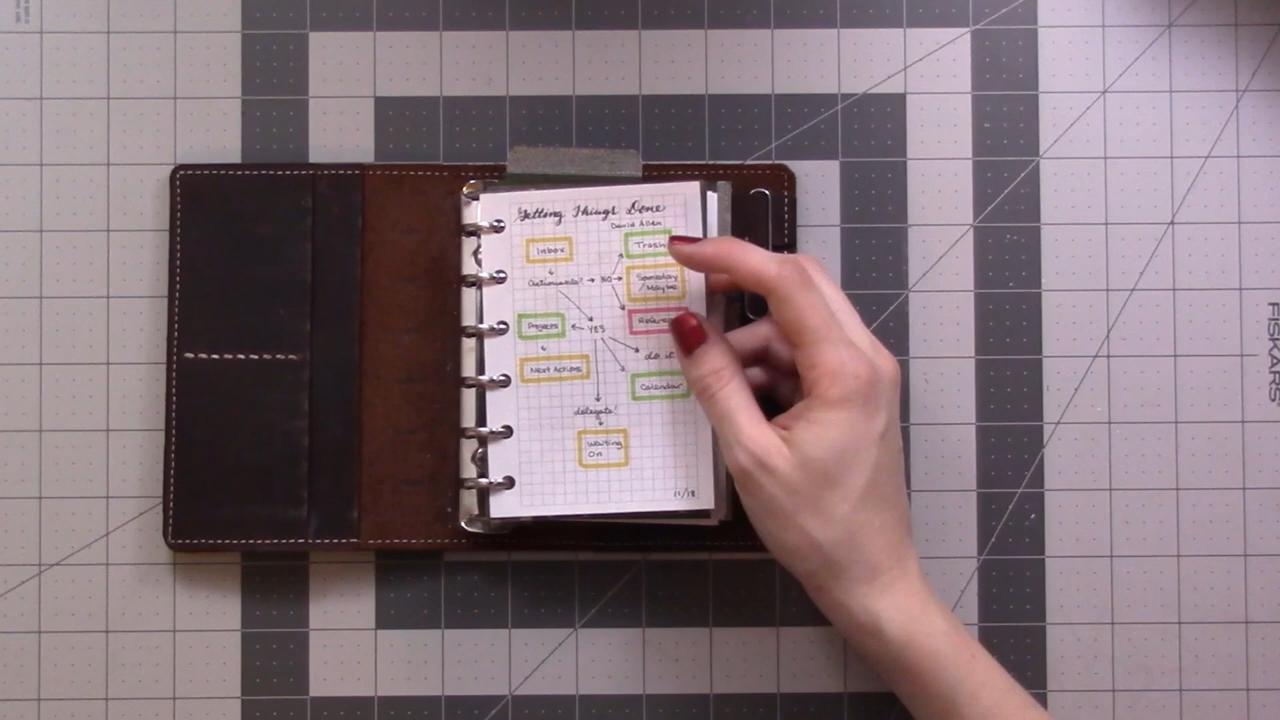 Getting Things Done
David Allen
Inbox
Trash
Actionable? → NO →
Someday
/Maybe
Projects
← YES
do it
Next Actions
Calendar
delegate!
Waiting
On
11/18
FISKARS